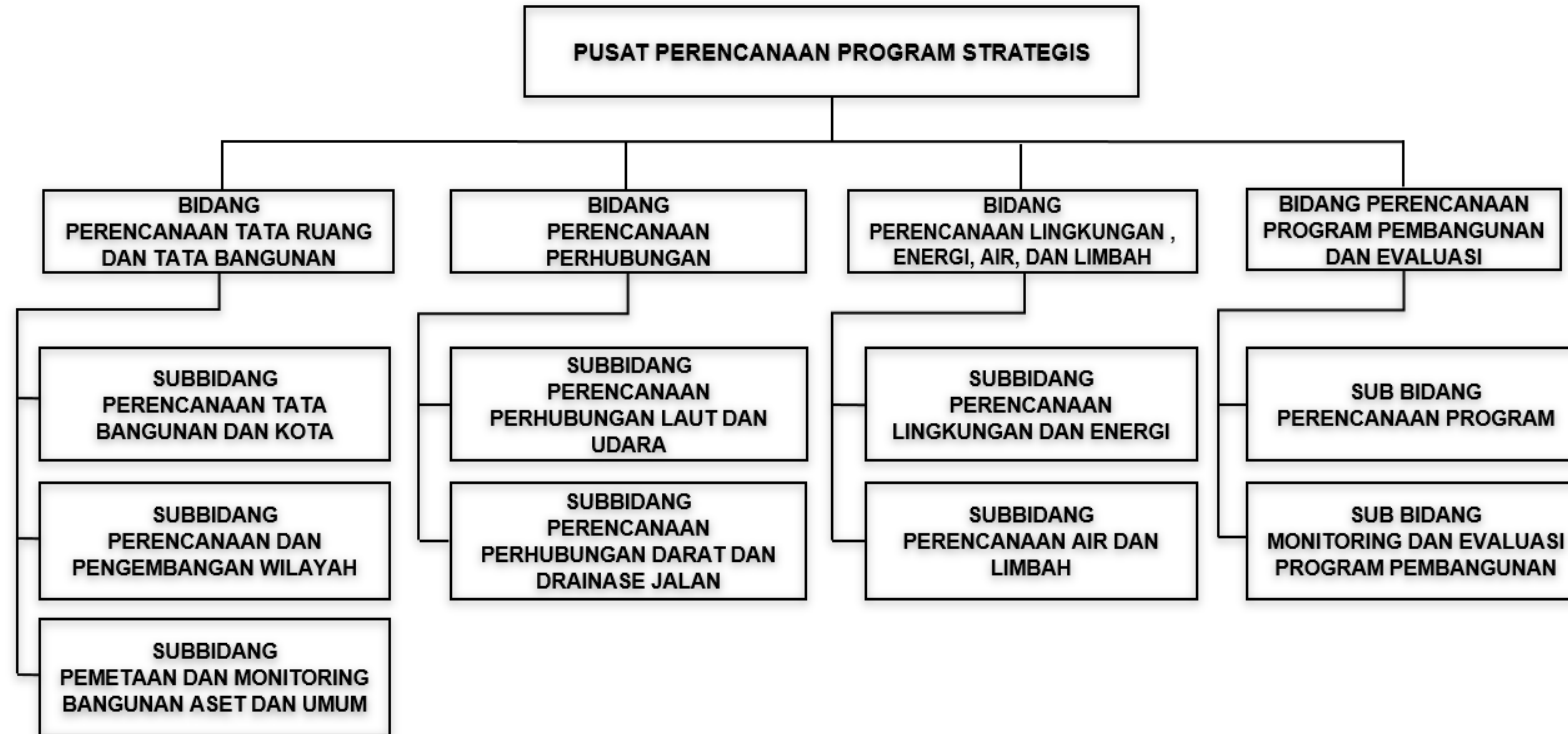 PUSAT PERENCANAAN PROGRAM STRATEGIS
BIDANG
PERENCANAAN TATA RUANG
DAN TATA BANGUNAN
BIDANG
PERENCANAAN
PERHUBUNGAN
BIDANG
PERENCANAAN LINGKUNGAN ,
ENERGI, AIR, DAN LIMBAH
BIDANG PERENCANAAN
PROGRAM PEMBANGUNAN
DAN EVALUASI
SUBBIDANG
PERENCANAAN TATA
BANGUNAN DAN KOTA
SUBBIDANG
PERENCANAAN
PERHUBUNGAN LAUT DAN
UDARA
SUBBIDANG
PERENCANAAN
LINGKUNGAN DAN ENERGI
SUB BIDANG
PERENCANAAN PROGRAM
SUBBIDANG
PERENCANAAN DAN
PENGEMBANGAN WILAYAH
SUBBIDANG
PERENCANAAN
PERHUBUNGAN DARAT DAN
DRAINASE JALAN
SUBBIDANG
PERENCANAAN AIR DAN
LIMBAH
SUB BIDANG
MONITORING DAN EVALUASI
PROGRAM PEMBANGUNAN
SUBBIDANG
PEMETAAN DAN MONITORING
BANGUNAN ASET DAN UMUM